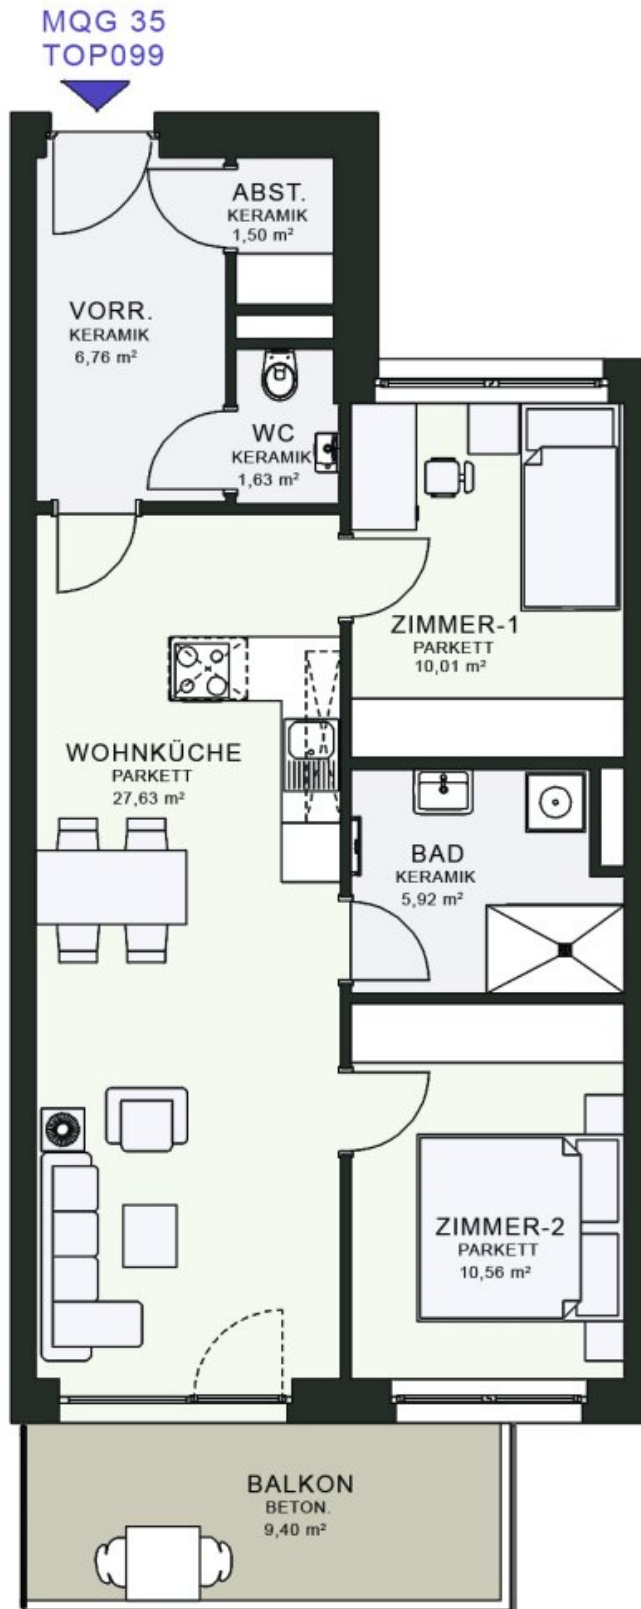 MQG 35
TOP099
ABST.
KERAMIK
1,50 m²
VORR.
KERAMIK
6,76 m²
WC
KERAMIK
1,63 m²
ZIMMER-1
PARKETT
10,01 m²
WOHNKÜCHE
PARKETT
27,63 m²
BAD
KERAMIK
5,92 m²
ZIMMER-2
PARKETT
10,56 m²
BALKON
BETON.
9,40 m²